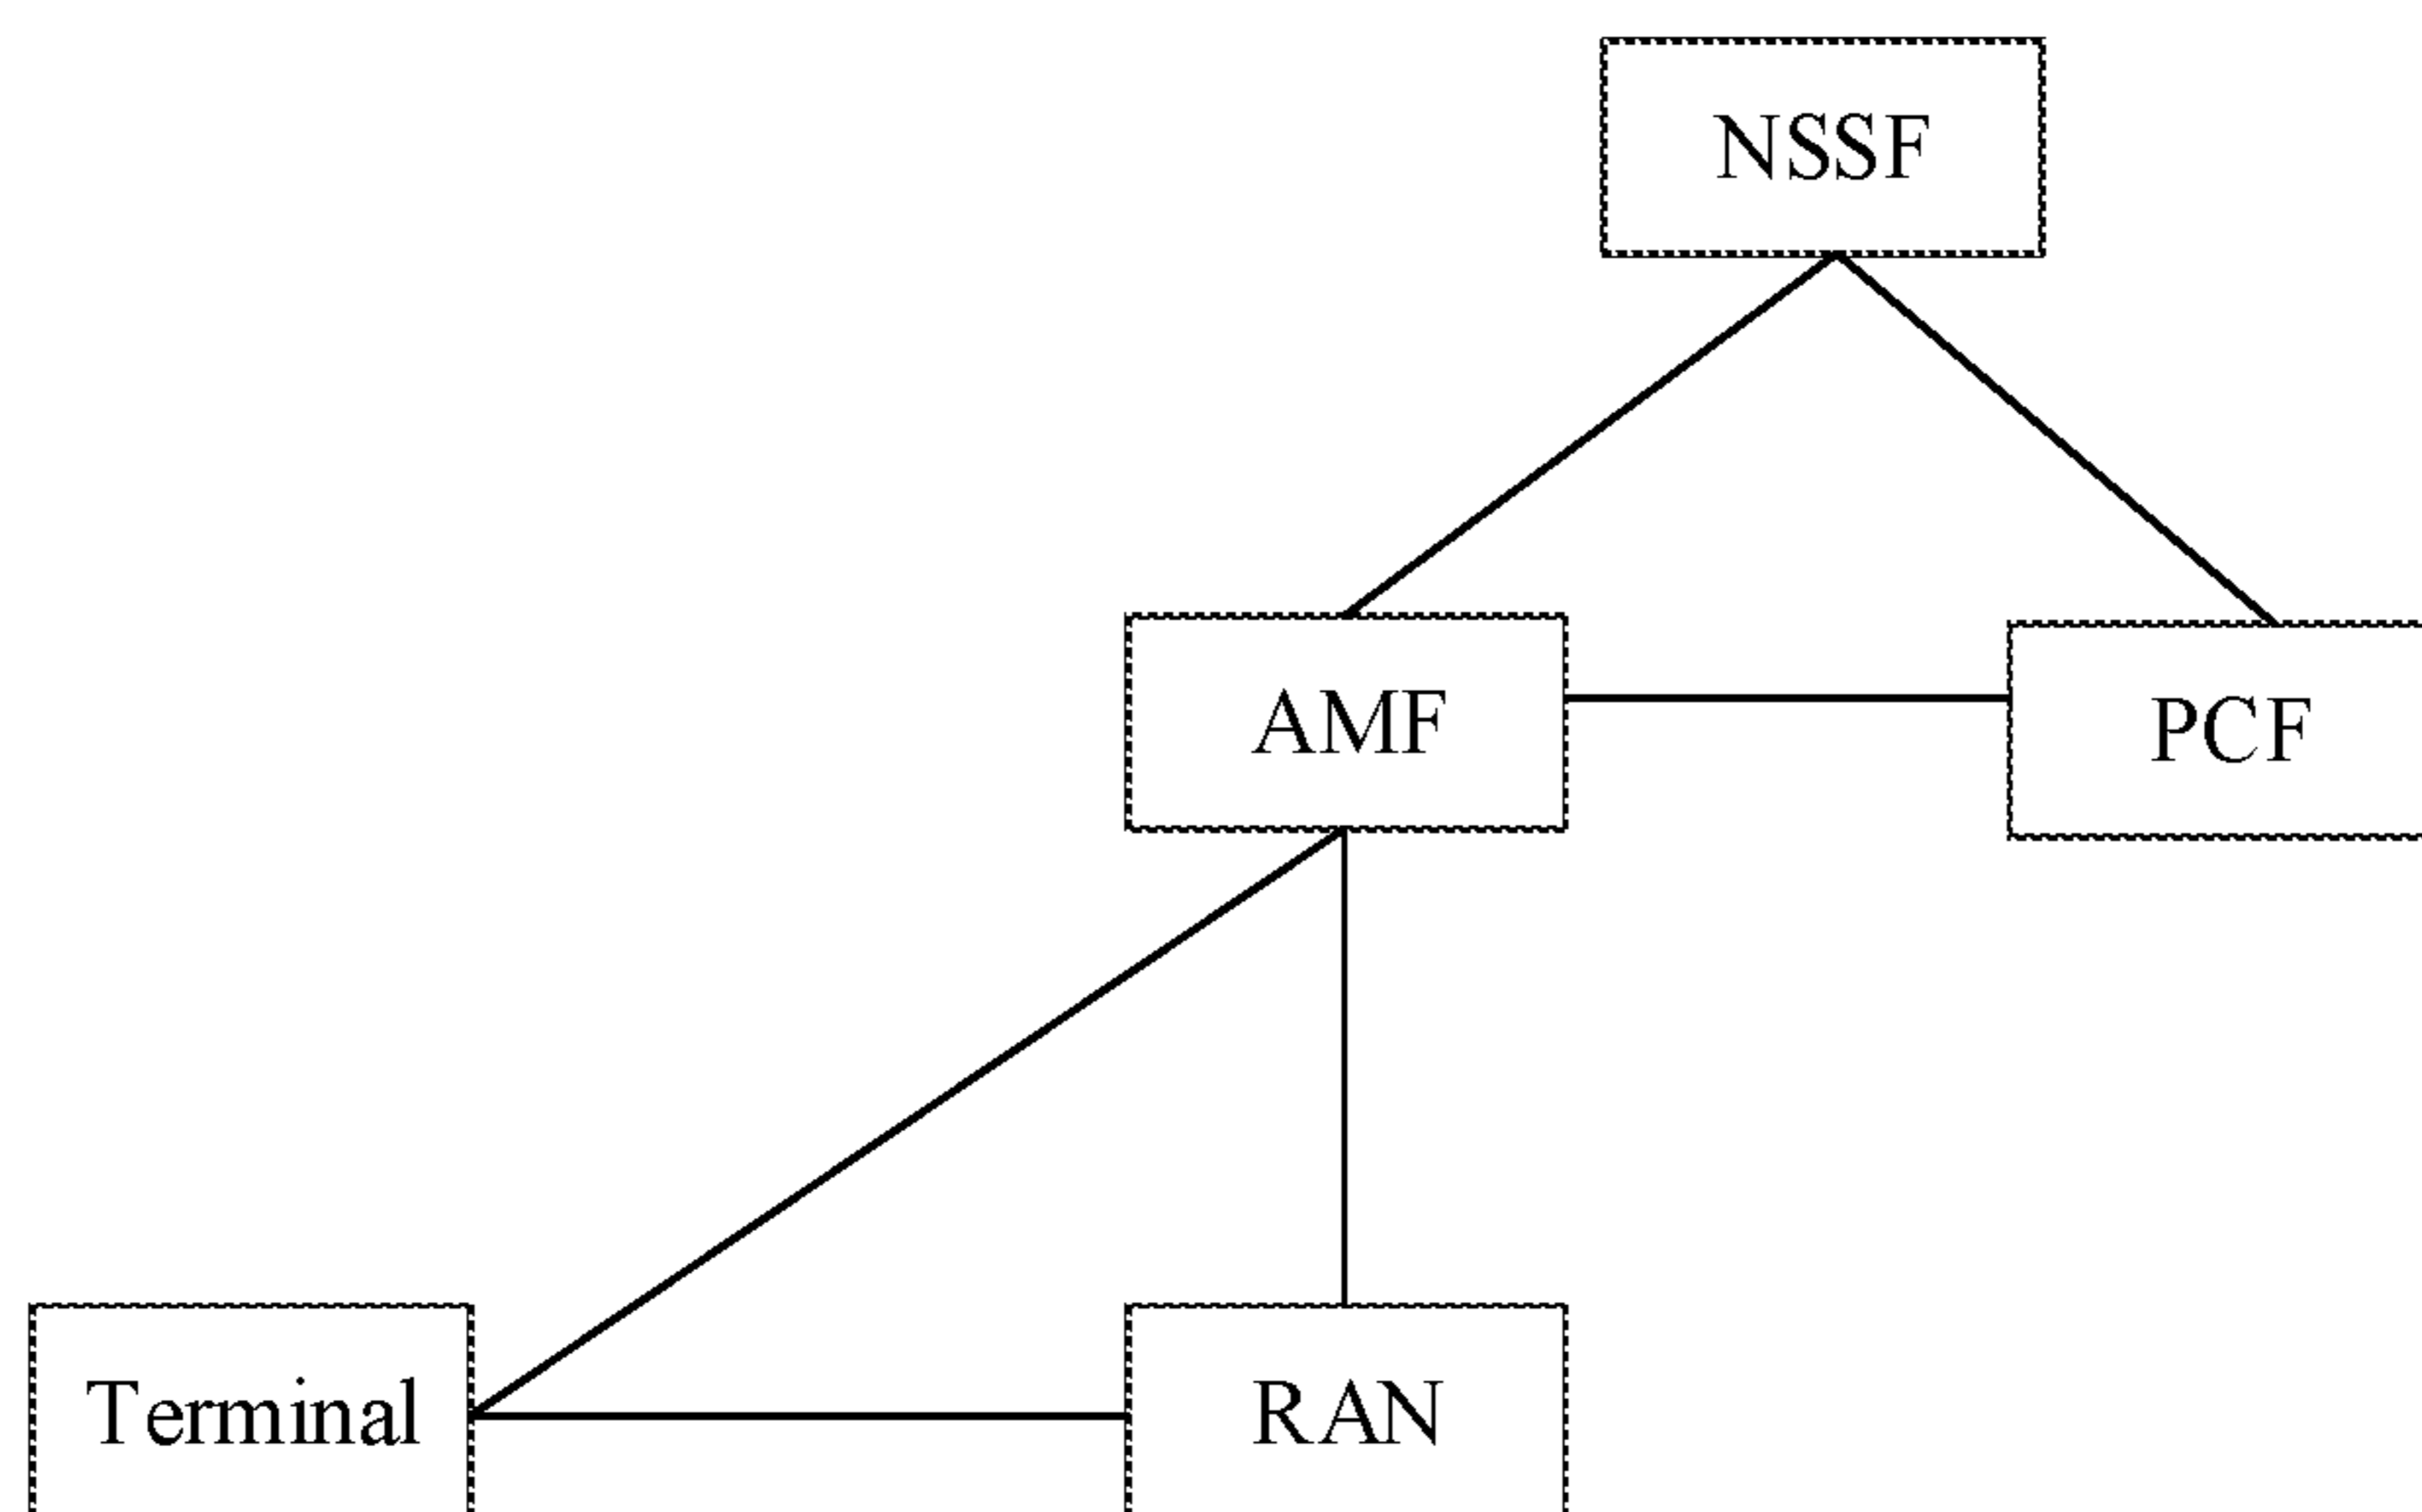 NSSF
AMF
PCF
Terminal
RAN